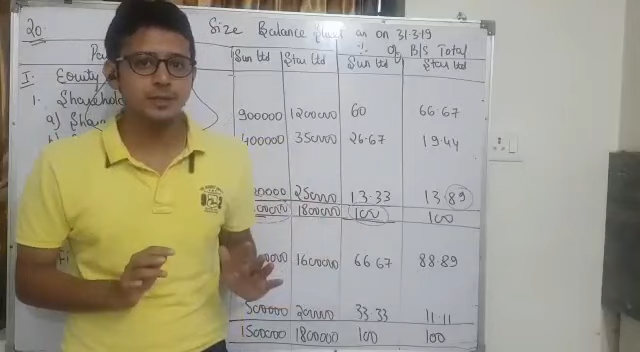 20. Size Balance Sheet as on 31·3·19
% of B/S Total
Sun Ltd Star Ltd Sun Ltd Star Ltd
I. Equity
1.
a)
900000 1200000 60 66·67
400000 350000 26·67 19·44
250000 13·33 13·89
1800000 100 100
1600000 66 67 88·89
500000 200000 33·33 11·11
1500000 1800000 100 100